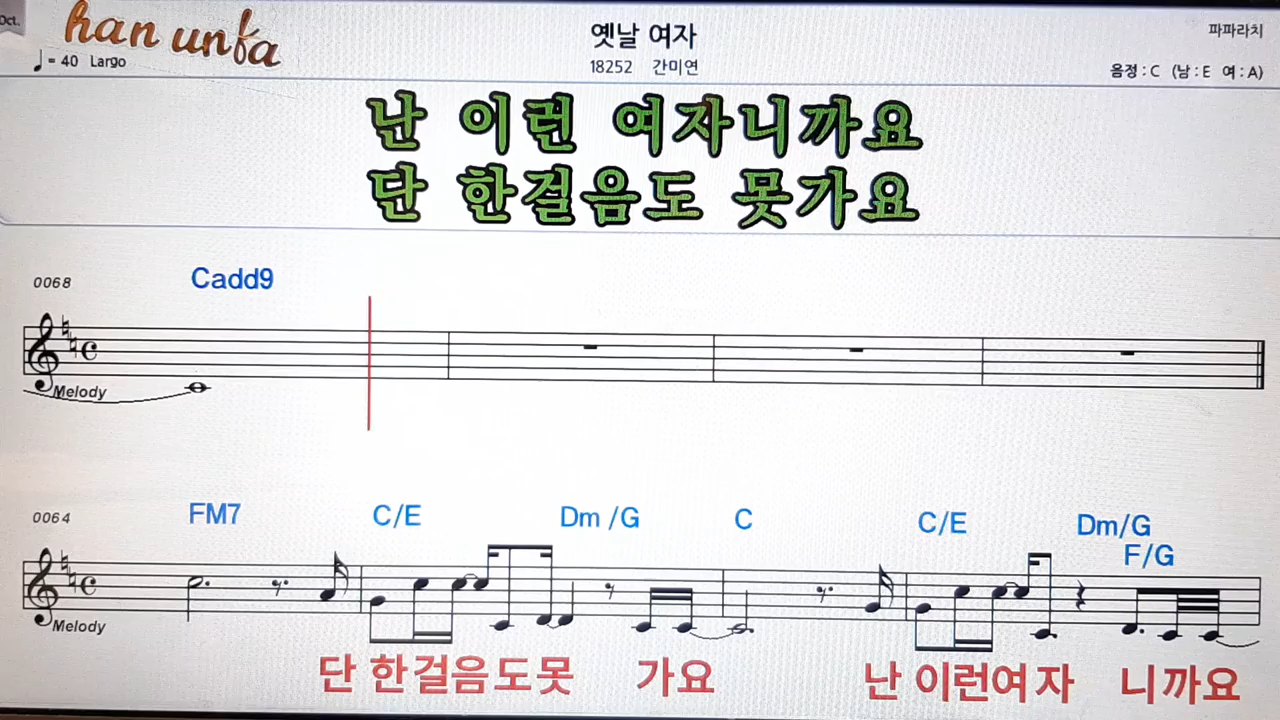 Oct.
han unfa
= 40 Largo
옛날 여자
18252 간미연
파파라치
음정 : C (남 : E 여 : A)
난 이런 여자니까요
단 한걸음도 못가요
0068
Cadd9
Melody
0064
FM7 C/E Dm /G C C/E Dm/G
F/G
Melody
단 한걸음도못 가요 난 이런여자 니까요